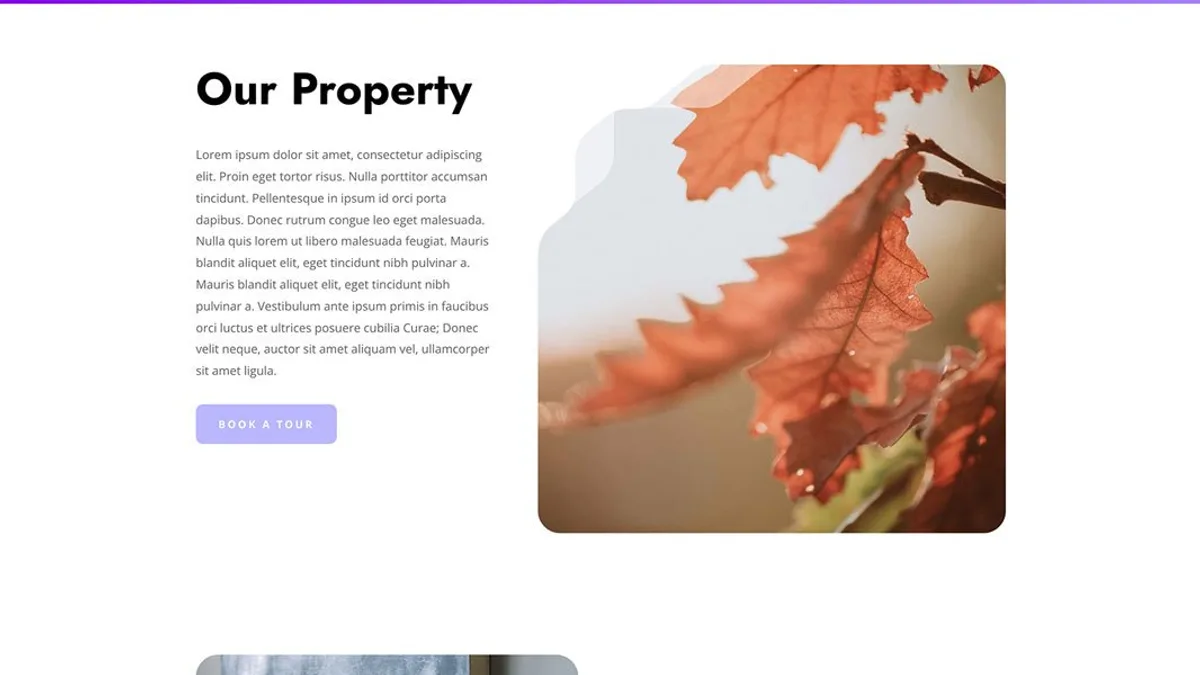 Our Property
Lorem ipsum dolor sit amet, consectetur adipiscing
elit. Proin eget tortor risus. Nulla porttitor accumsan
tincidunt. Pellentesque in ipsum id orci porta
dapibus. Donec rutrum congue leo eget malesuada.
Nulla quis lorem ut libero malesuada feugiat. Mauris
blandit aliquet elit, eget tincidunt nibh pulvinar a.
Mauris blandit aliquet elit, eget tincidunt nibh
pulvinar a. Vestibulum ante ipsum primis in faucibus
orci luctus et ultrices posuere cubilia Curae; Donec
velit neque, auctor sit amet aliquam vel, ullamcorper
sit amet ligula.
BOOK A TOUR